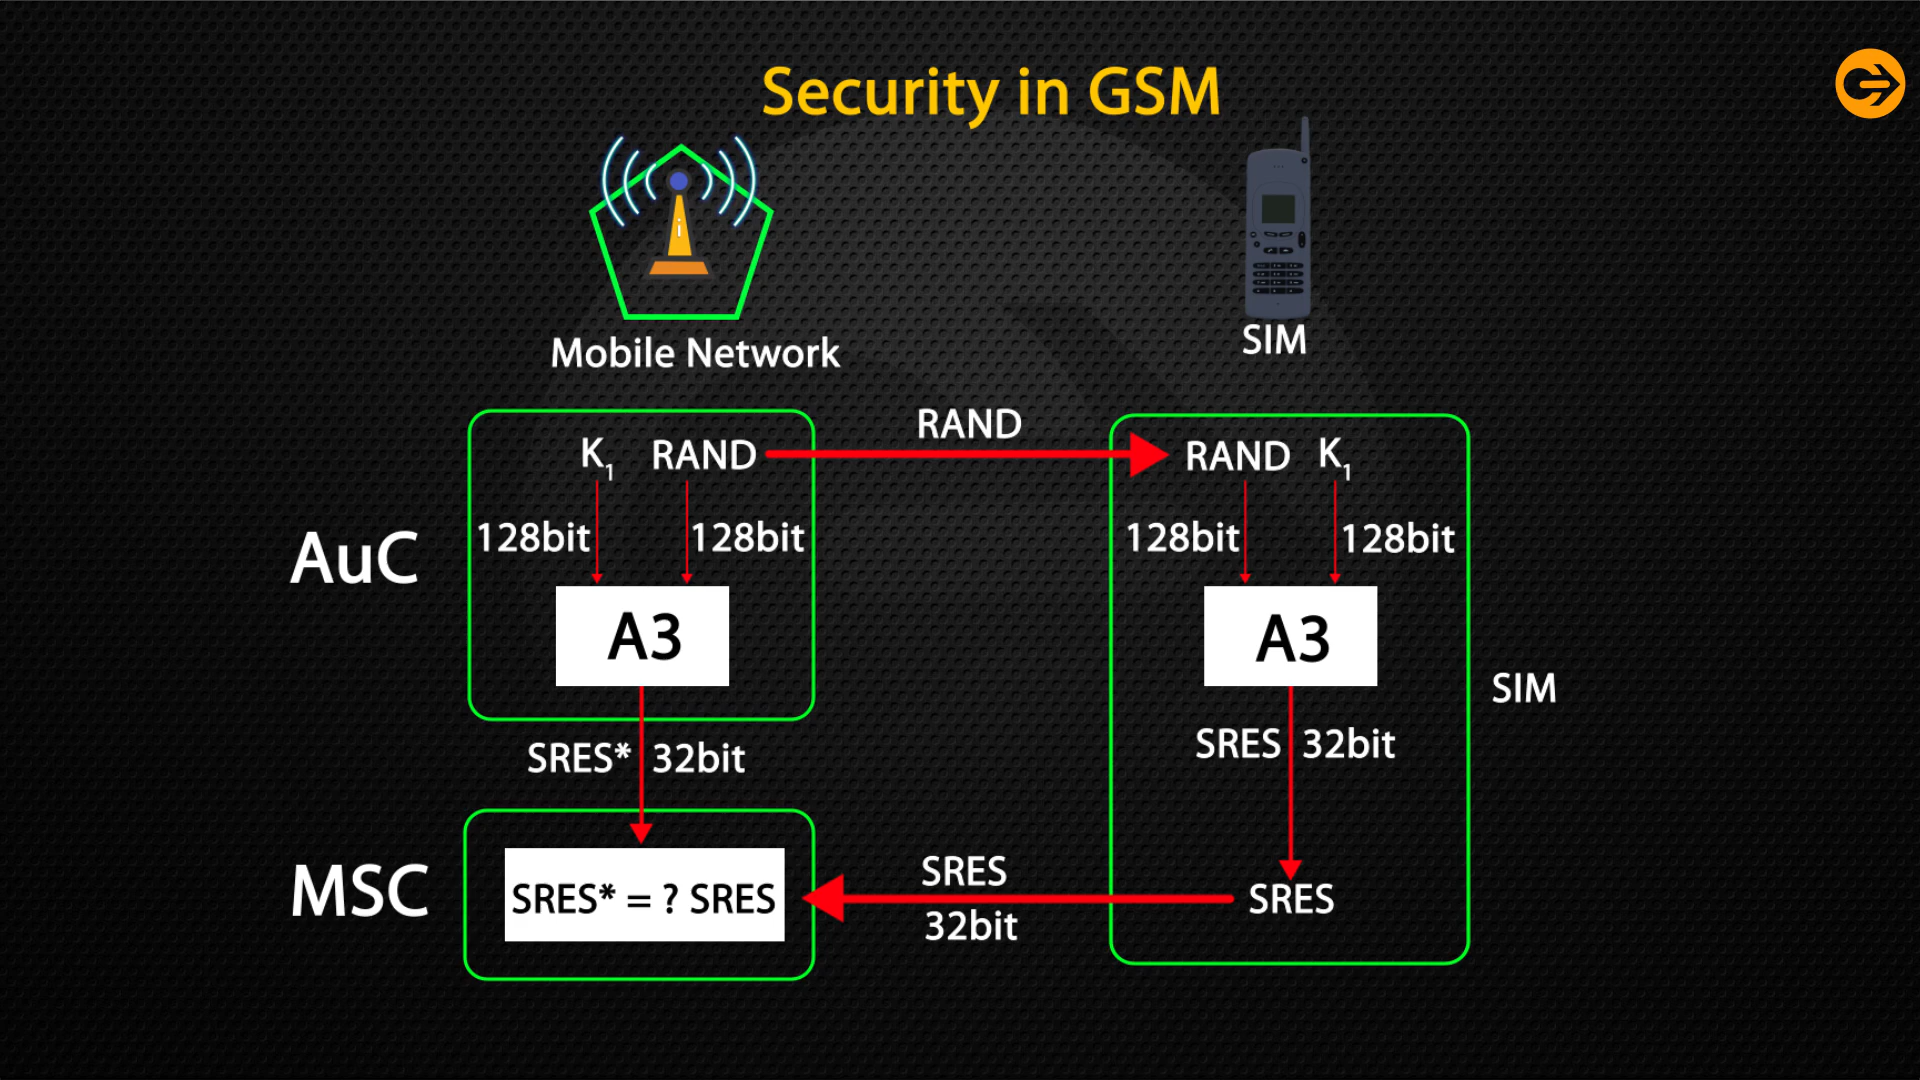 Security in GSM
i
Mobile Network
SIM
RAND
K1 RAND
RAND K1
128bit 128bit
128bit 128bit
AuC
A3
A3
SIM
SRES* 32bit
SRES 32bit
MSC
SRES* = ? SRES
SRES
32bit
SRES